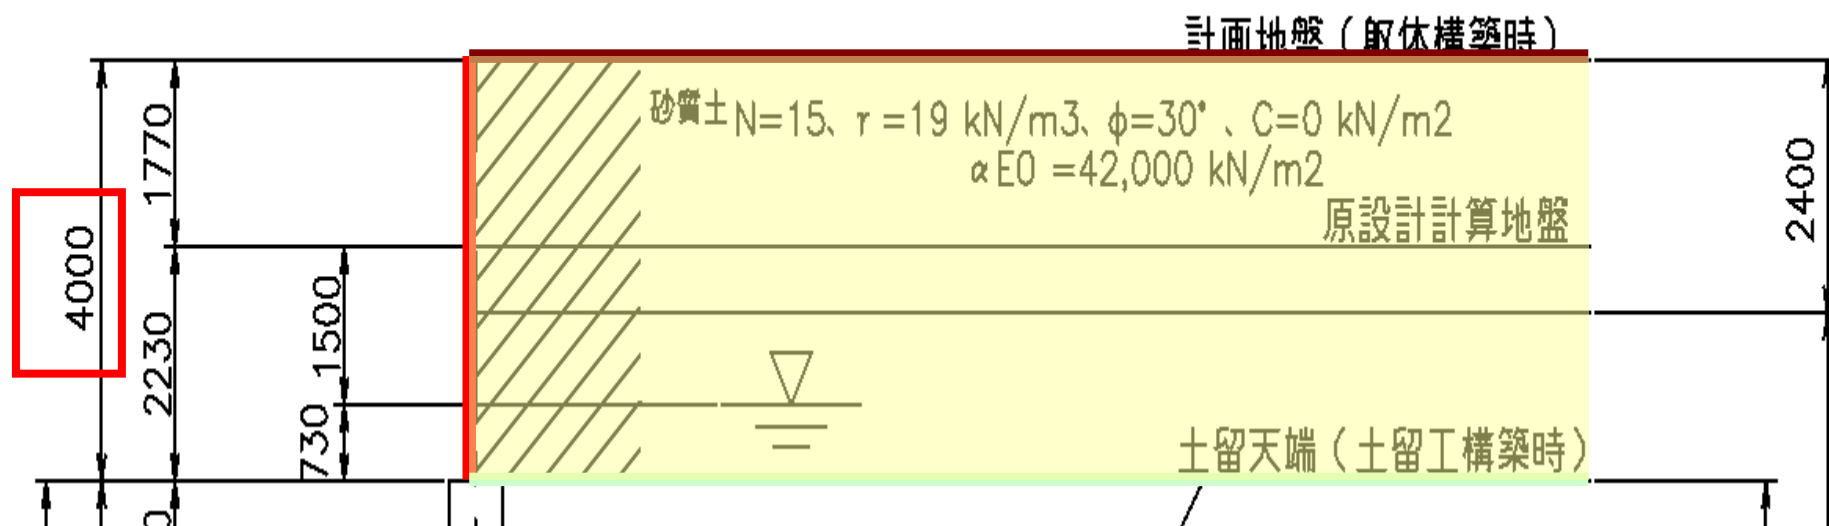 計画地盤(躯体構築時)
砂質土 N=15、r=19 kN/m3、φ=30°、C=0 kN/m2
αE0 =42,000 kN/m2
原設計計算地盤
土留天端(土留工構築時)
4000
1770
2230
1500
730
2400
0